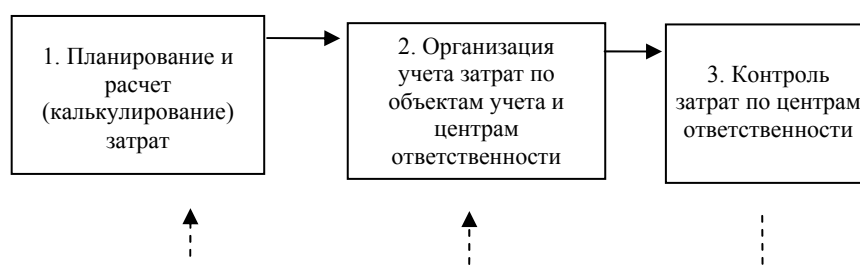 1. Планирование и
расчет
(калькулирование)
затрат
2. Организация
учета затрат по
объектам учета и
центрам
ответственности
3. Контроль
затрат по центрам
ответственности